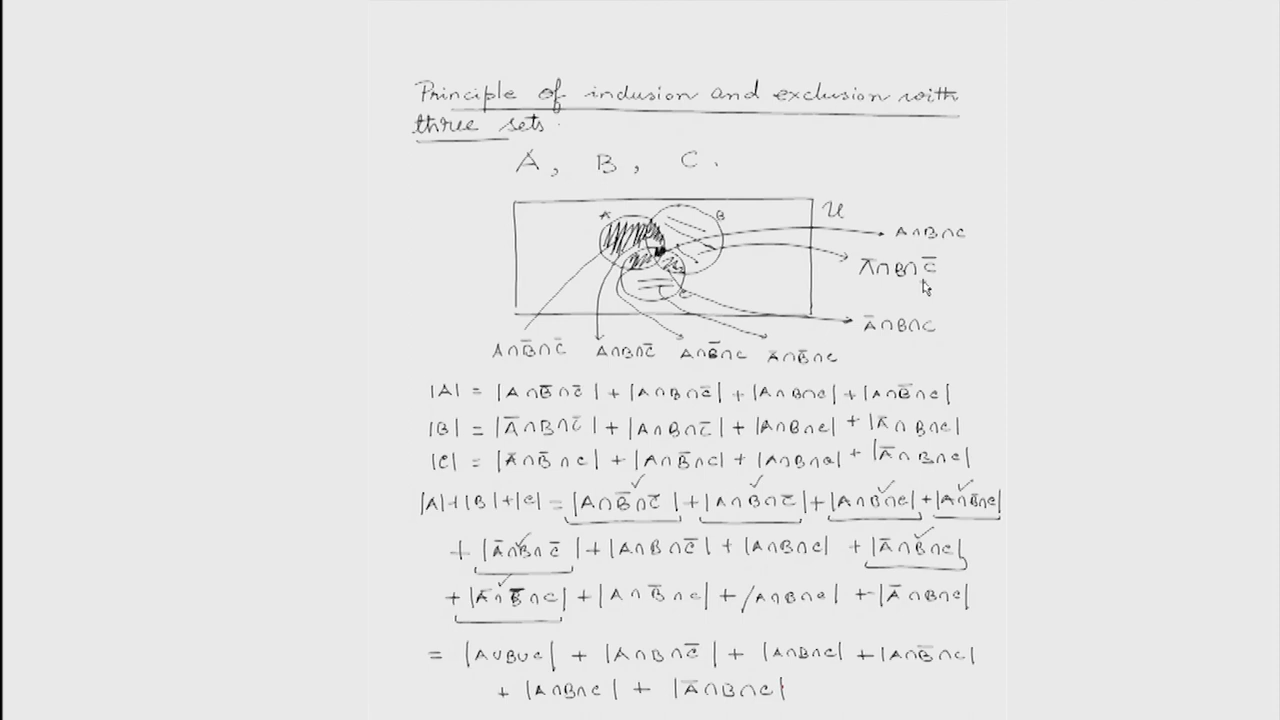 Principle of inclusion and exclusion with
three sets.
A, B, C.
A B 𝒰
A∩B∩C
A̅∩B∩C̅
C
A̅∩B∩C
A∩B̅∩C̅ A∩B∩C̅ A∩B̅∩C A̅∩B̅∩C
|A| = |A∩B̅∩C̅| + |A∩B∩C̅| + |A∩B∩C| + |A∩B̅∩C|
|B| = |A̅∩B∩C̅| + |A∩B∩C̅| + |A∩B∩C| + |A̅∩B∩C|
|C| = |A̅∩B̅∩C| + |A∩B̅∩C| + |A∩B∩C| + |A̅∩B∩C|
|A|+|B|+|C| = |A∩B̅∩C̅| + |A∩B∩C̅| + |A∩B∩C| + |A∩B̅∩C|
+ |A̅∩B∩C̅| + |A∩B∩C̅| + |A∩B∩C| + |A̅∩B∩C|
+ |A̅∩B̅∩C| + |A∩B̅∩C| + |A∩B∩C| + |A̅∩B∩C|
= |A∪B∪C| + |A∩B∩C̅| + |A∩B∩C| + |A∩B̅∩C|
+ |A∩B∩C| + |A̅∩B∩C|